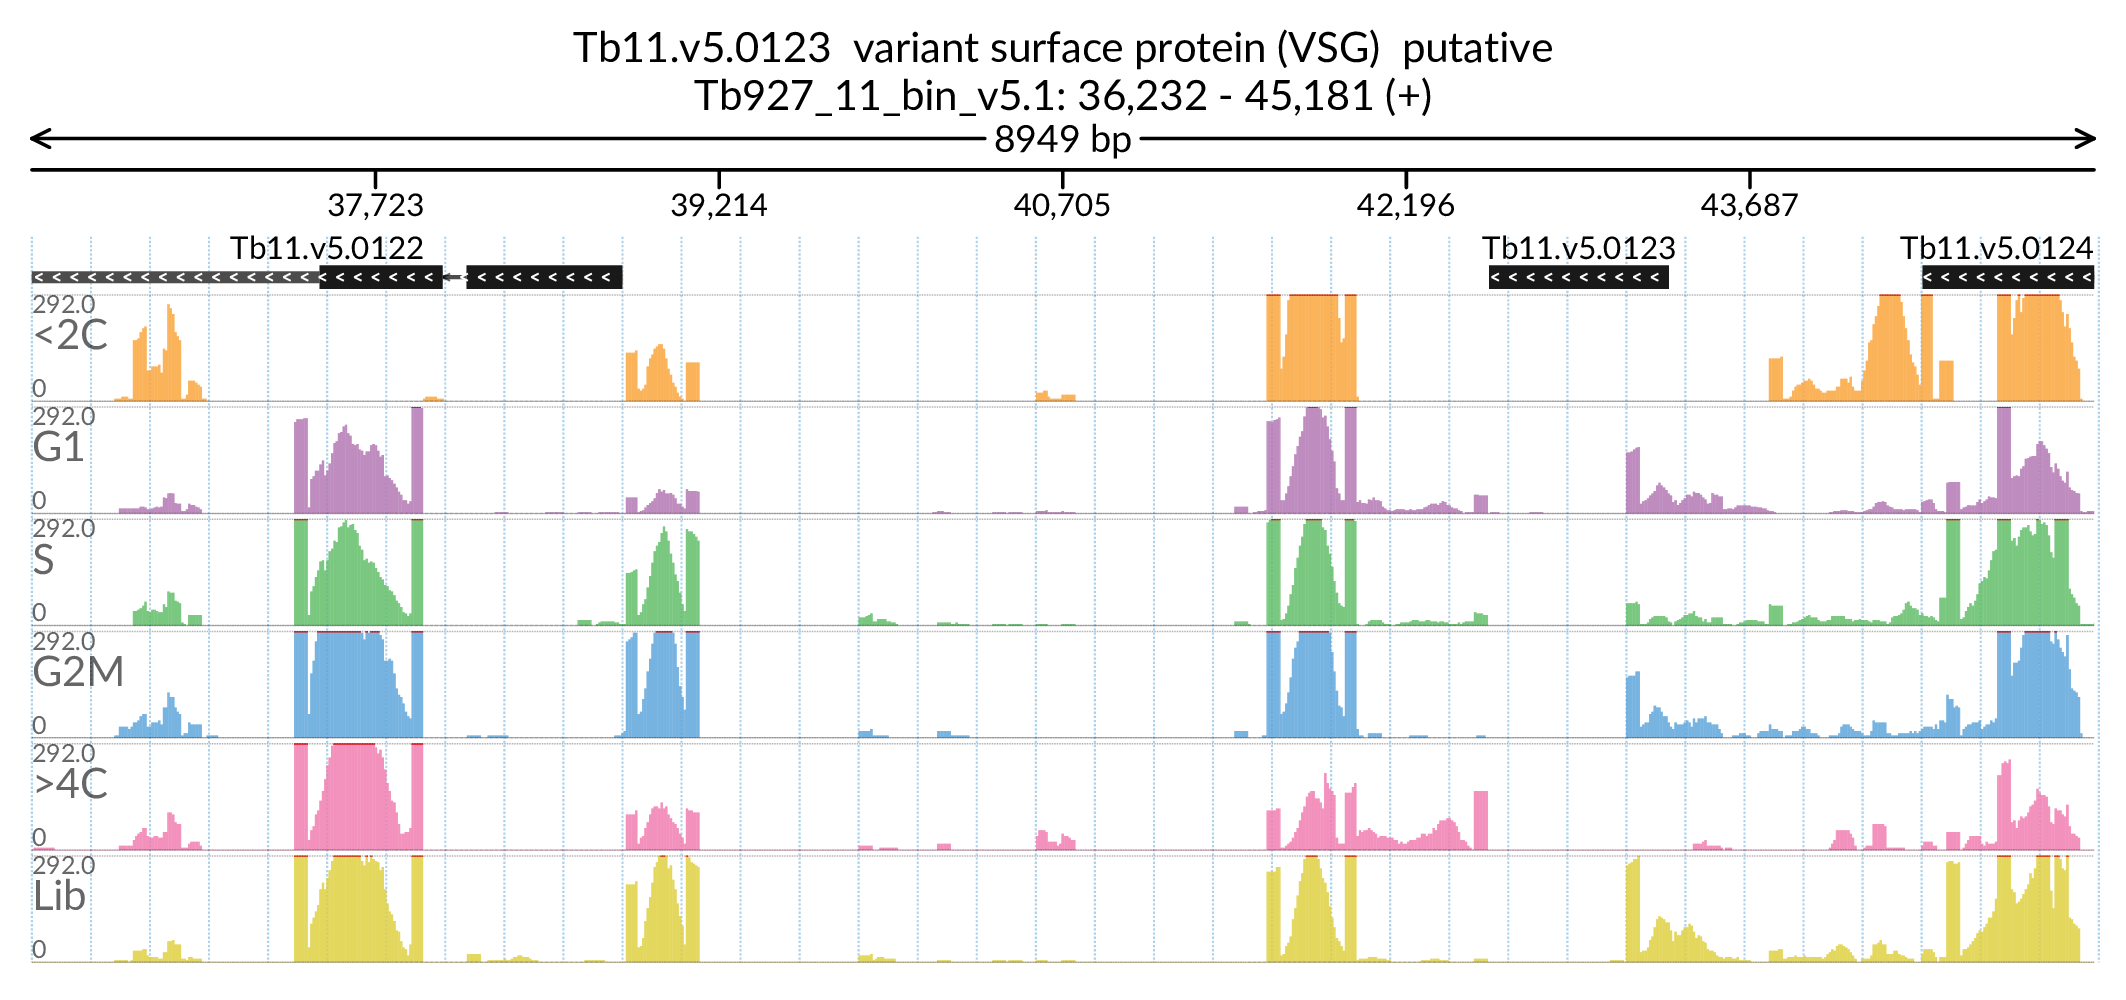 Tb11.v5.0123  variant surface protein (VSG)  putative
Tb927_11_bin_v5.1: 36,232 - 45,181 (+)
8949 bp
37,723 39,214 40,705 42,196 43,687
Tb11.v5.0122 Tb11.v5.0123 Tb11.v5.0124
292.0
<2C
0
292.0
G1
0
292.0
S
0
292.0
G2M
0
292.0
>4C
0
292.0
Lib
0